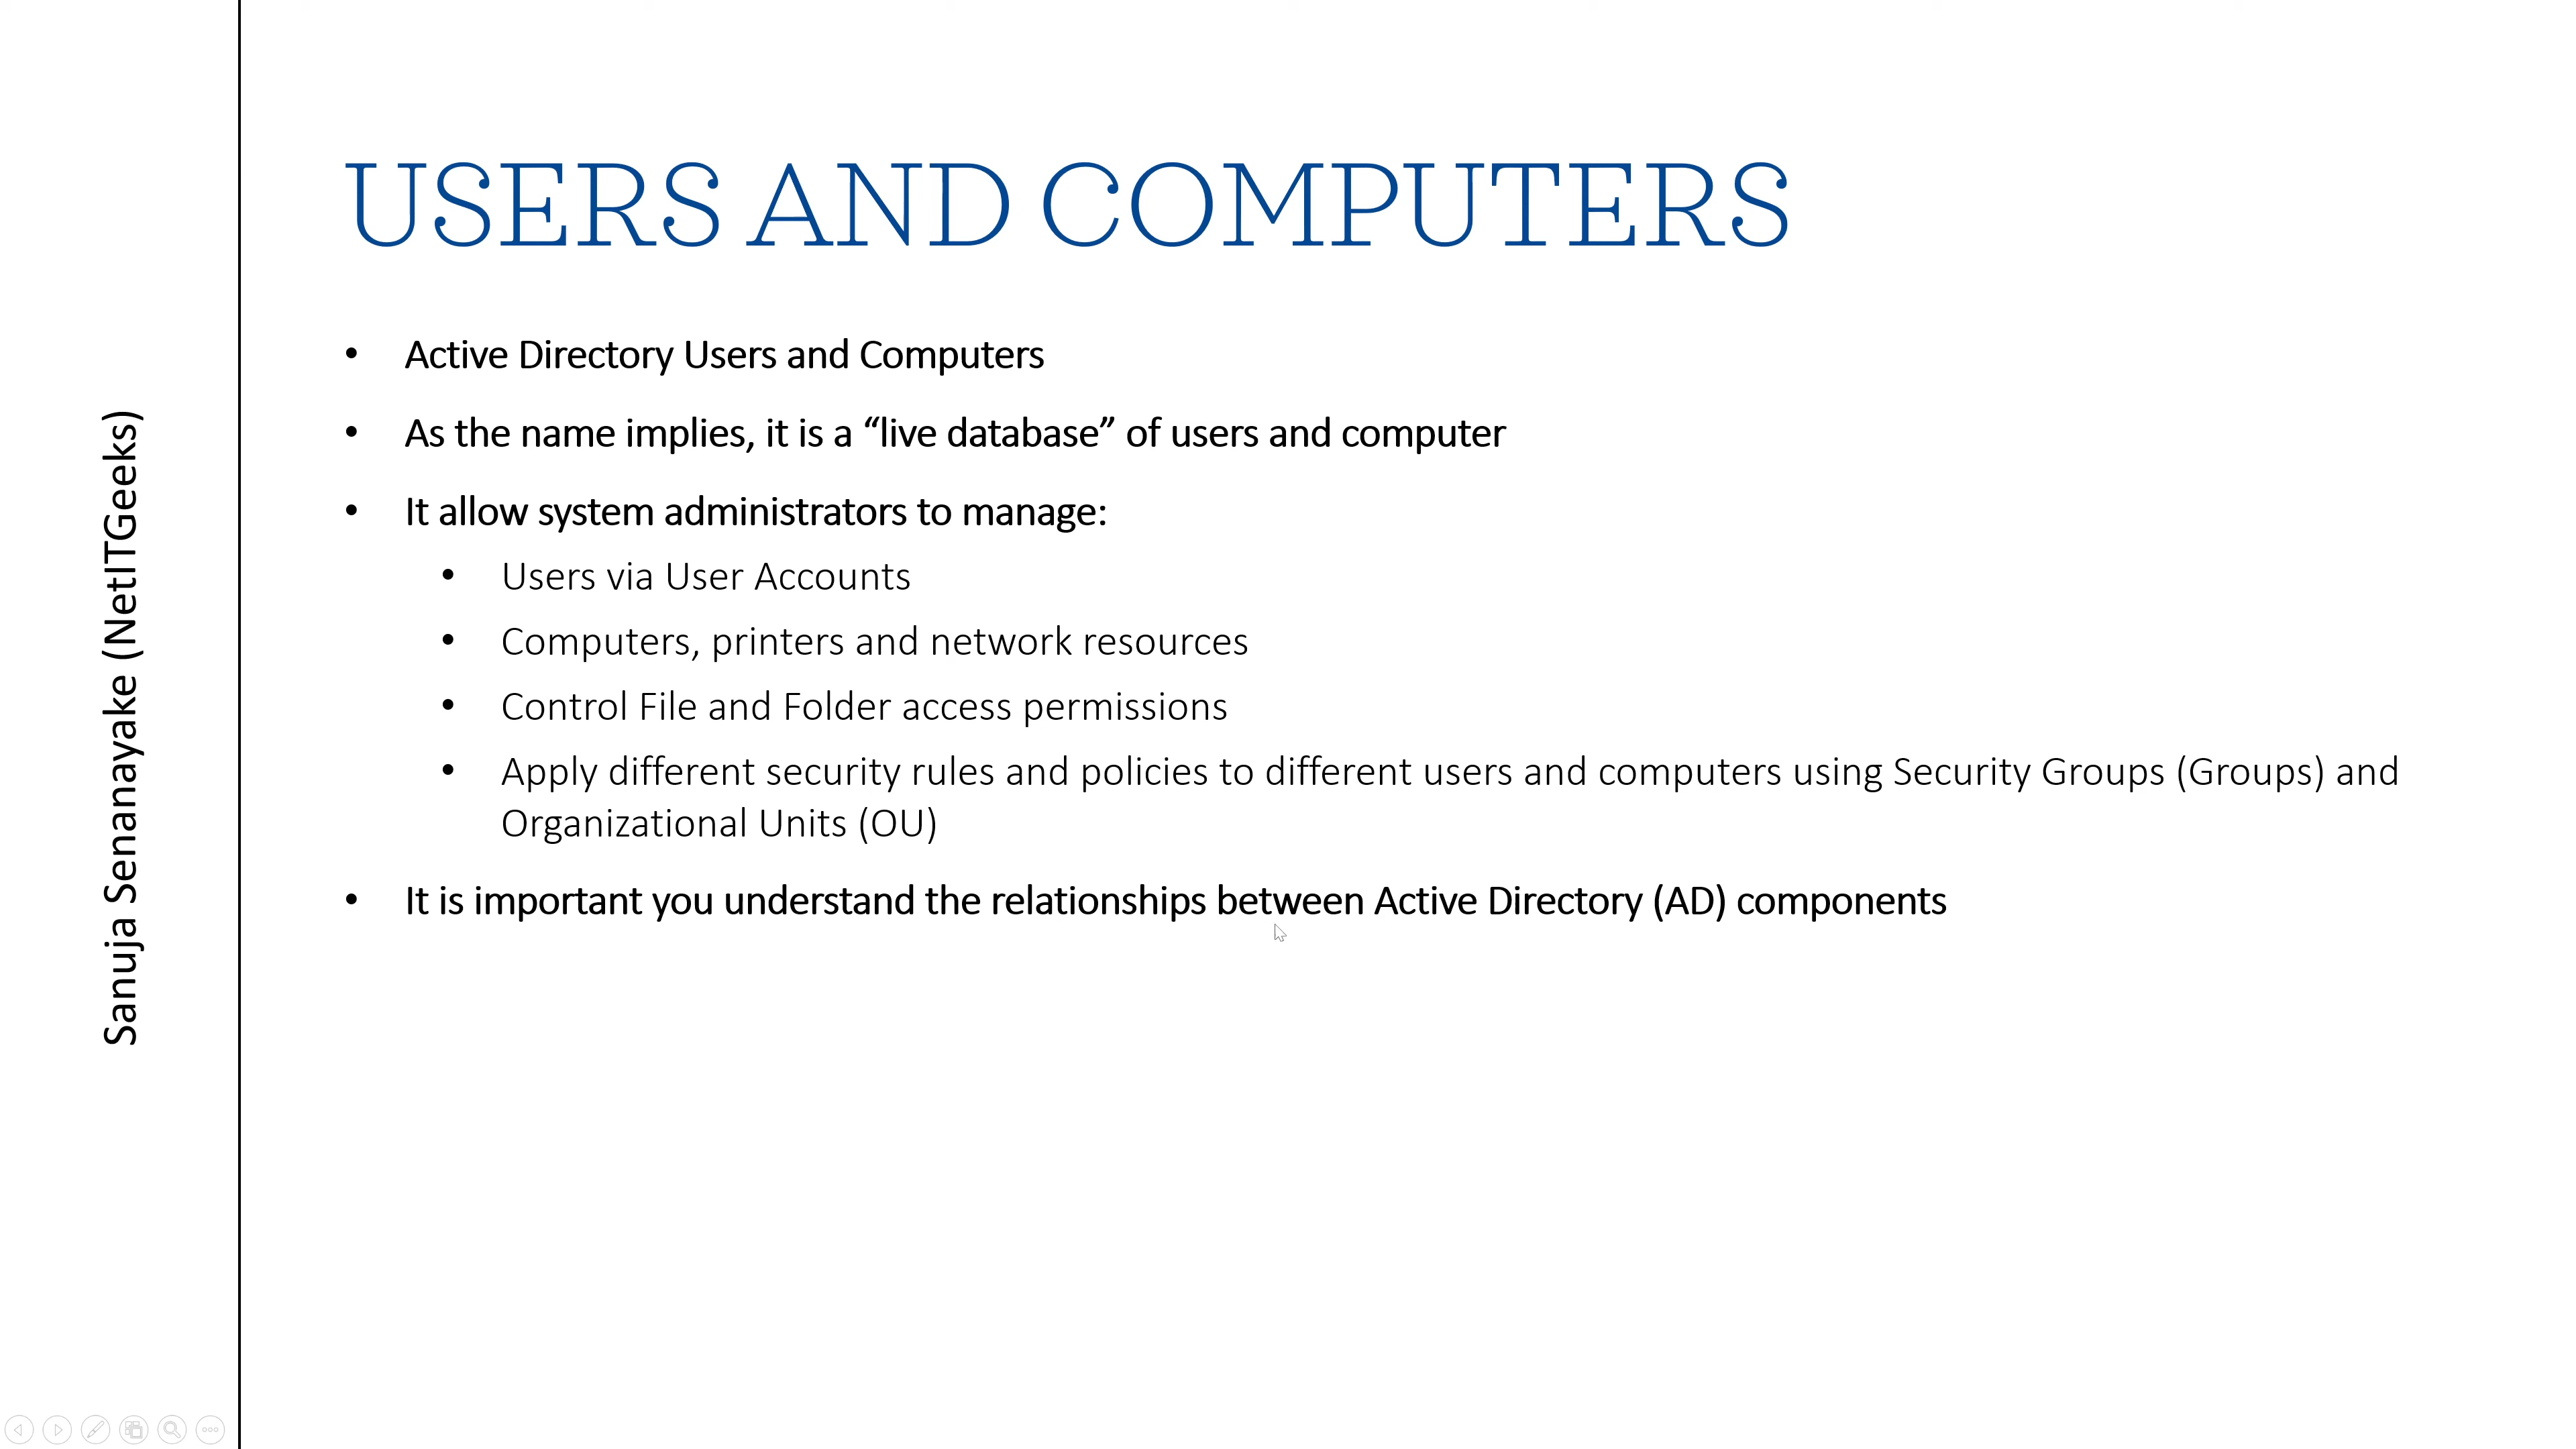 USERS AND COMPUTERS
• Active Directory Users and Computers
• As the name implies, it is a “live database” of users and computer
• It allow system administrators to manage:
• Users via User Accounts
• Computers, printers and network resources
• Control File and Folder access permissions
• Apply different security rules and policies to different users and computers using Security Groups (Groups) and
Organizational Units (OU)
• It is important you understand the relationships between Active Directory (AD) components
Sanuja Senanayake (NetITGeeks)